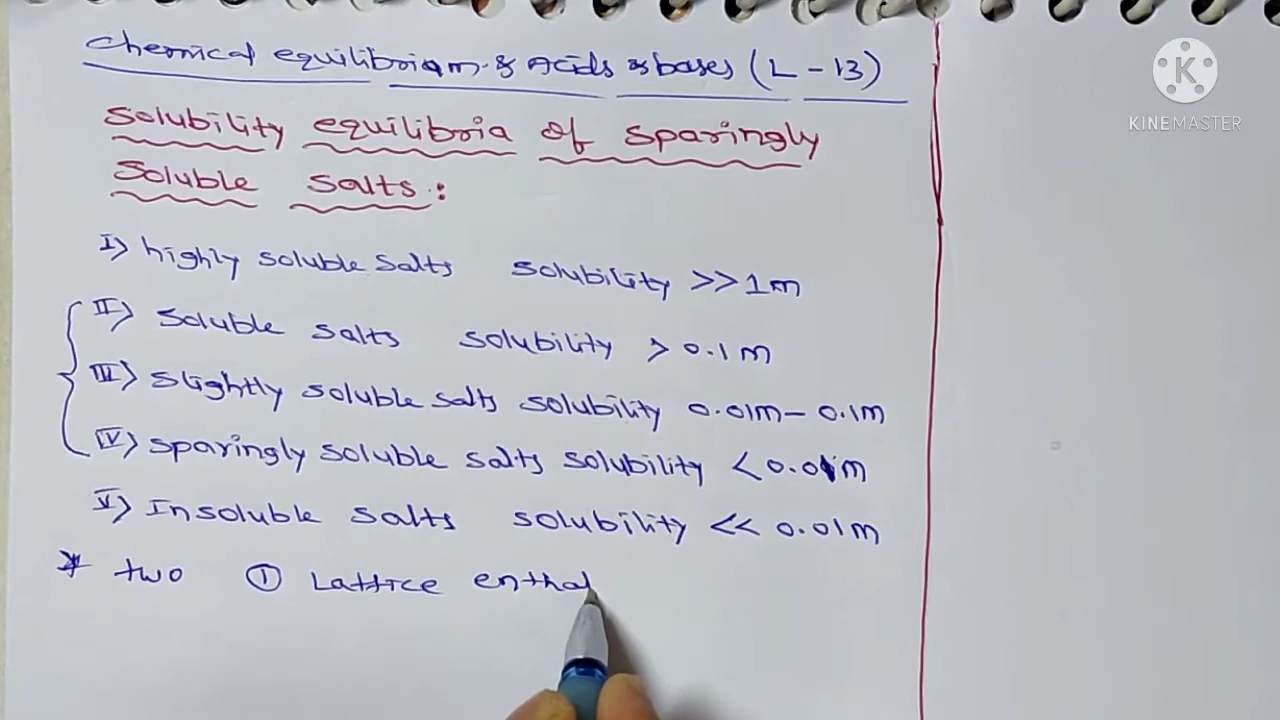 Chemical equilibrium & Acids & bases (L-13)
KINEMASTER
Solubility equilibria of sparingly
soluble salts:
I) highly soluble salts solubility >> 1m
II) soluble salts solubility > 0.1m
III) slightly soluble salts solubility 0.01m - 0.1m
IV) sparingly soluble salts solubility < 0.01m
V) Insoluble salts solubility << 0.01m
* two ① Lattice enthal